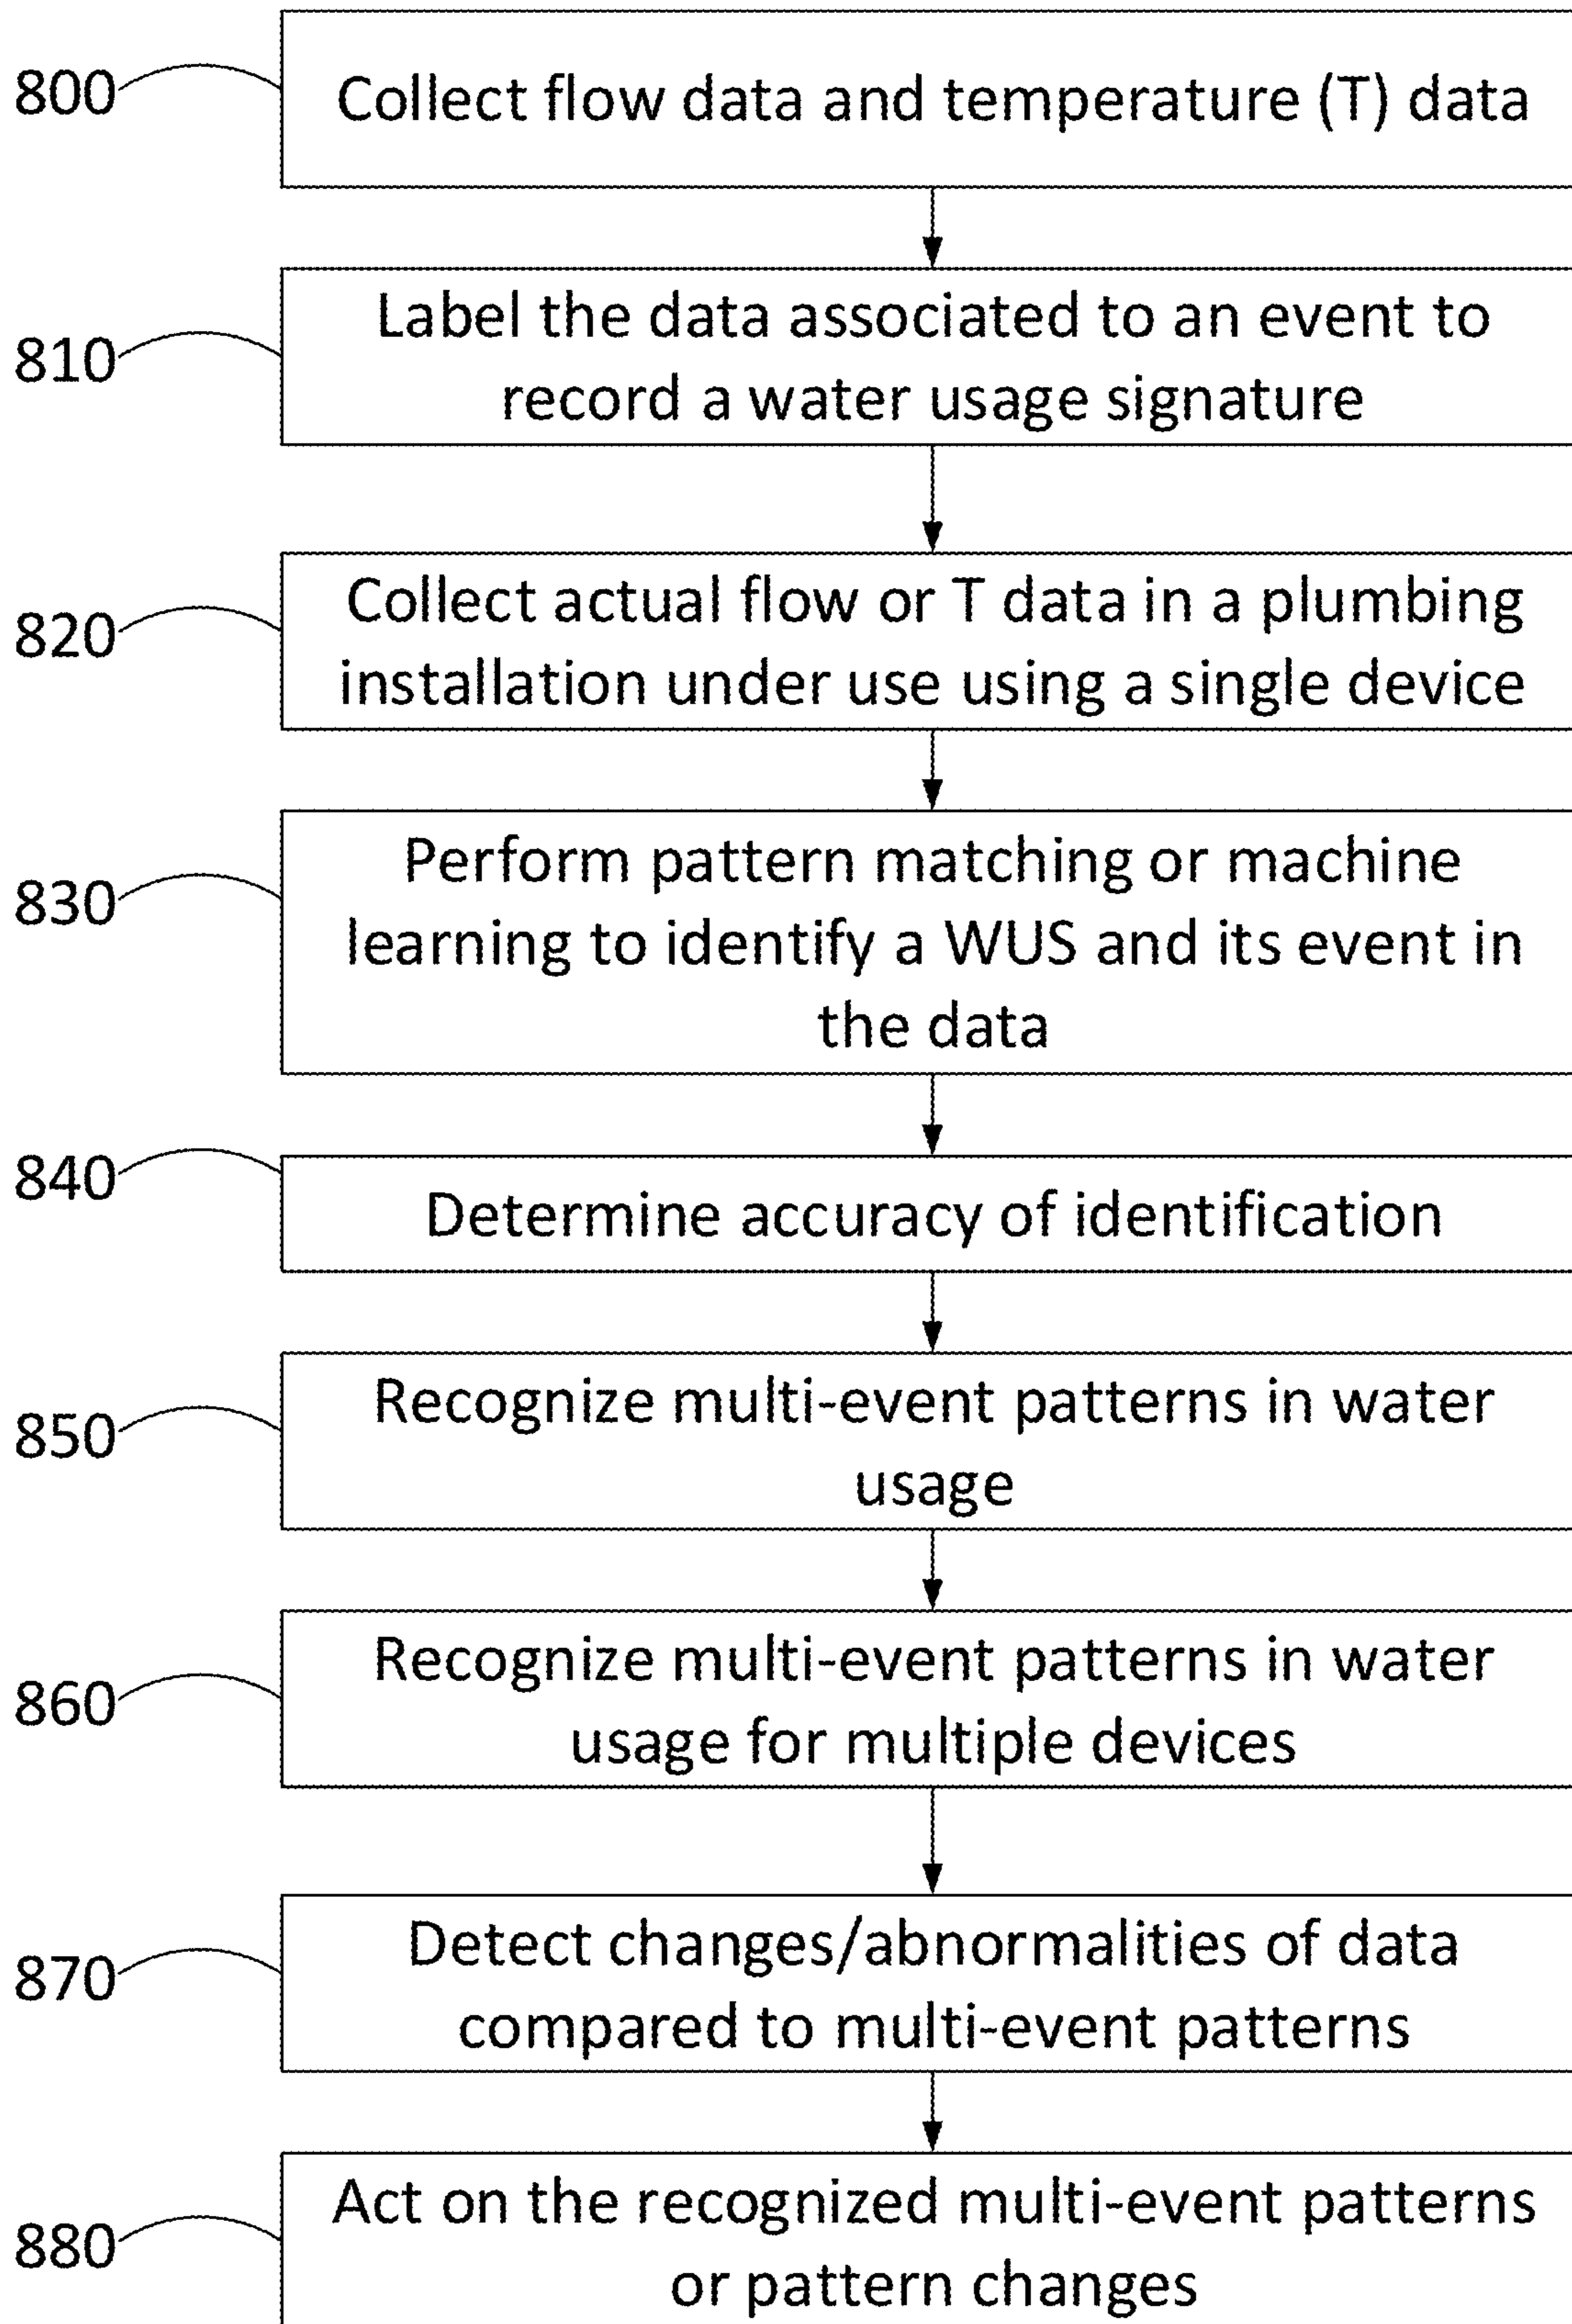 800
Collect flow data and temperature (T) data
810
Label the data associated to an event to
record a water usage signature
820
Collect actual flow or T data in a plumbing
installation under use using a single device
830
Perform pattern matching or machine
learning to identify a WUS and its event in
the data
840
Determine accuracy of identification
850
Recognize multi-event patterns in water
usage
860
Recognize multi-event patterns in water
usage for multiple devices
870
Detect changes/abnormalities of data
compared to multi-event patterns
880
Act on the recognized multi-event patterns
or pattern changes